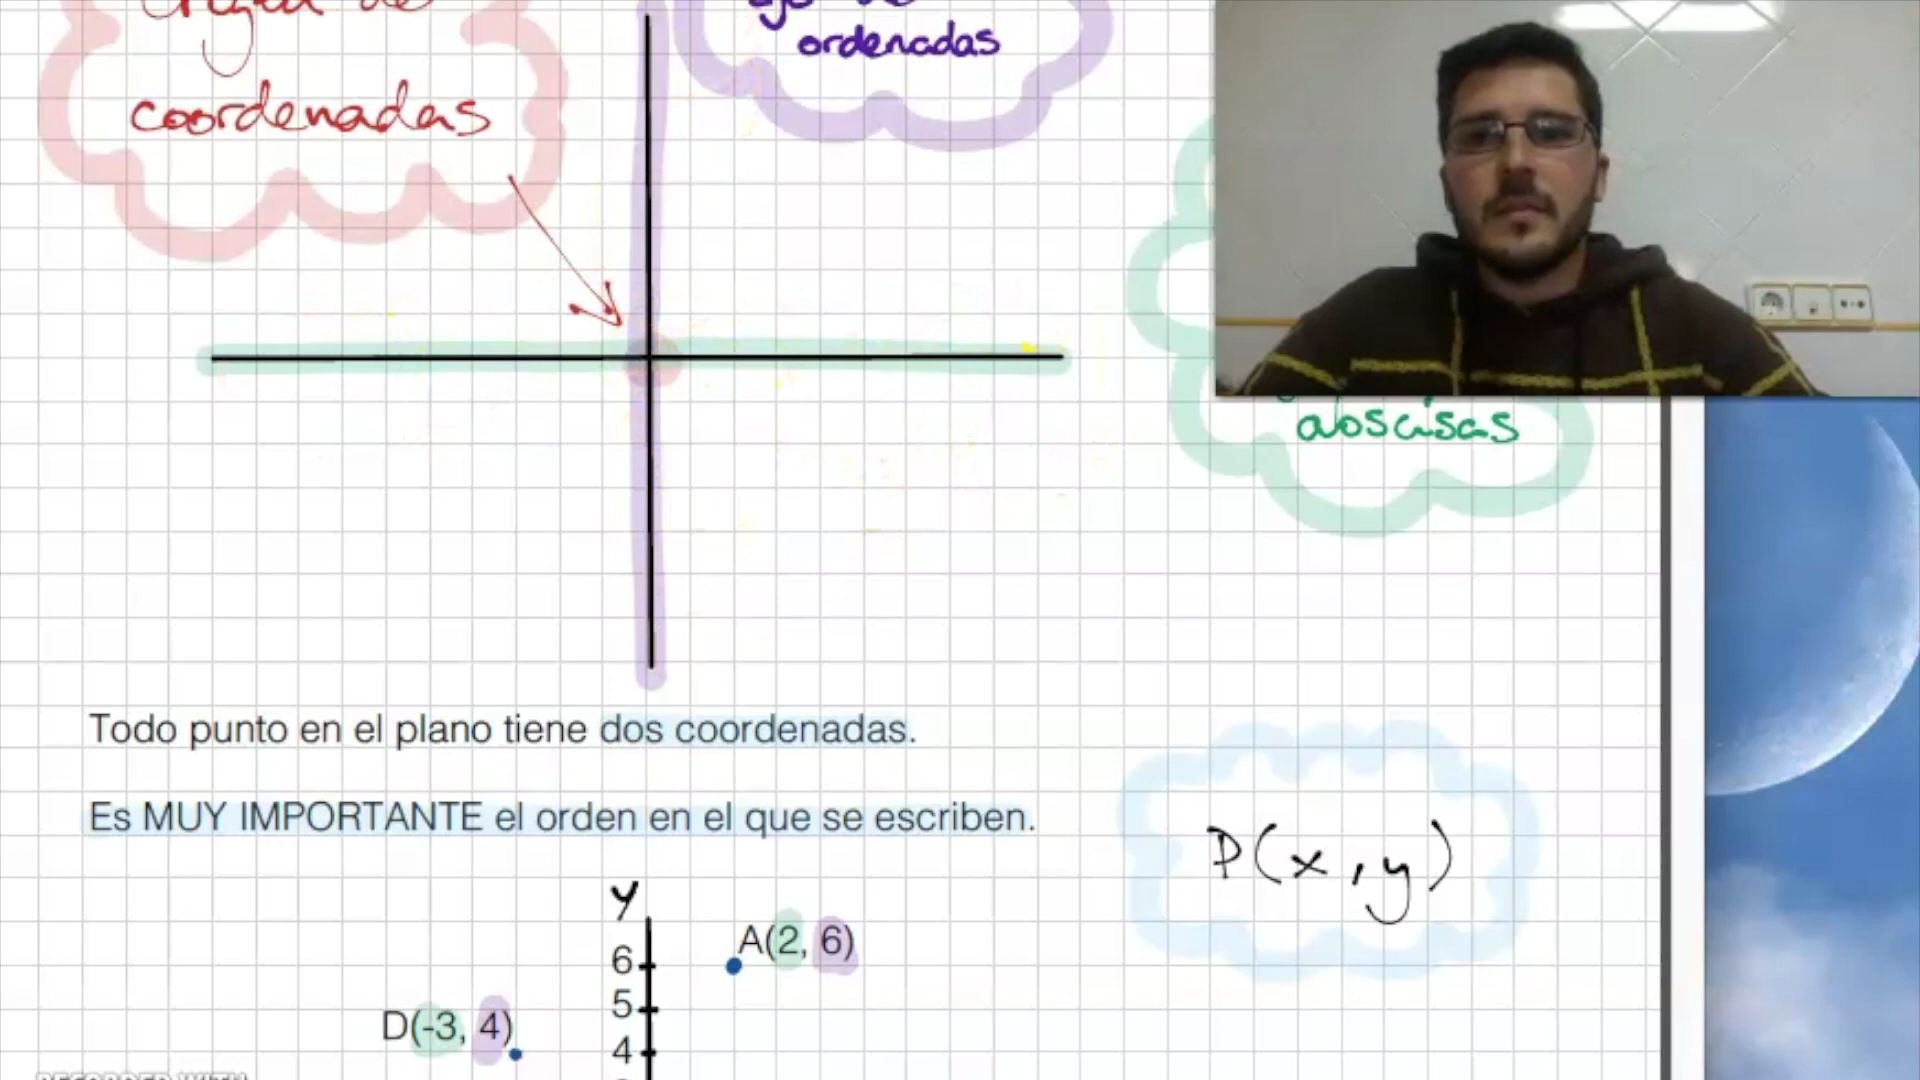 coordenadas
ordenadas
abscisas
Todo punto en el plano tiene dos coordenadas.
Es MUY IMPORTANTE el orden en el que se escriben.
P(x,y)
y
A(2, 6)
6
5
D(-3, 4)
4